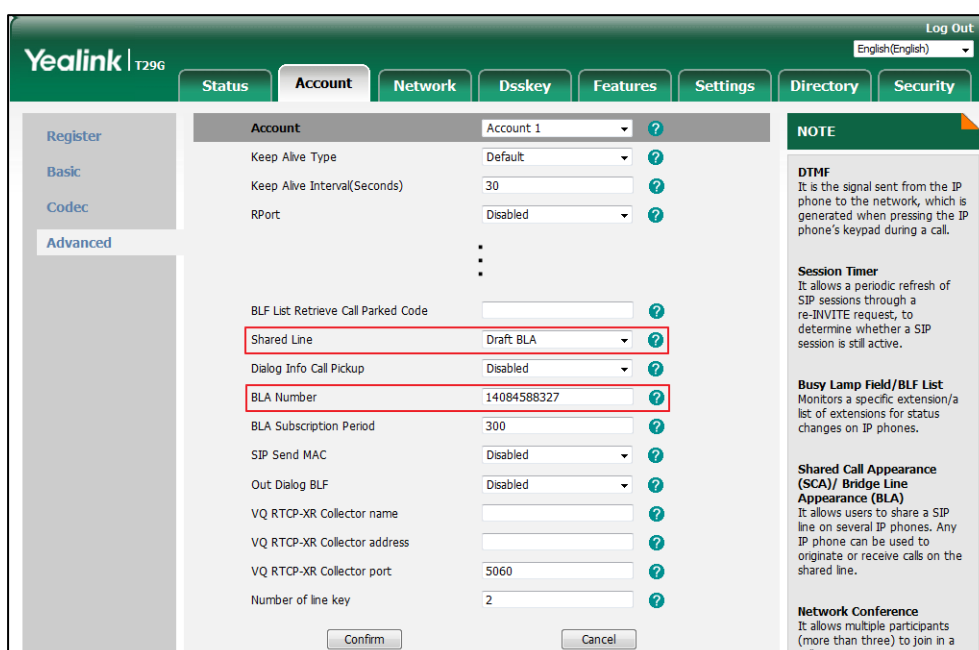 Log Out
English(English)
Yealink T29G
Status Account Network Dsskey Features Settings Directory Security
Register
Basic
Codec
Advanced
Account Account 1 ?
Keep Alive Type Default ?
Keep Alive Interval(Seconds) 30 ?
RPort Disabled ?
BLF List Retrieve Call Parked Code ?
Shared Line Draft BLA ?
Dialog Info Call Pickup Disabled ?
BLA Number 14084588327 ?
BLA Subscription Period 300 ?
SIP Send MAC Disabled ?
Out Dialog BLF Disabled ?
VQ RTCP-XR Collector name ?
VQ RTCP-XR Collector address ?
VQ RTCP-XR Collector port 5060 ?
Number of line key 2 ?
Confirm Cancel
NOTE
DTMF
It is the signal sent from the IP
phone to the network, which is
generated when pressing the IP
phone's keypad during a call.
Session Timer
It allows a periodic refresh of
SIP sessions through a
re-INVITE request, to
determine whether a SIP
session is still active.
Busy Lamp Field/BLF List
Monitors a specific extension/a
list of extensions for status
changes on IP phones.
Shared Call Appearance
(SCA)/ Bridge Line
Appearance (BLA)
It allows users to share a SIP
line on several IP phones. Any
IP phone can be used to
originate or receive calls on the
shared line.
Network Conference
It allows multiple participants
(more than three) to join in a